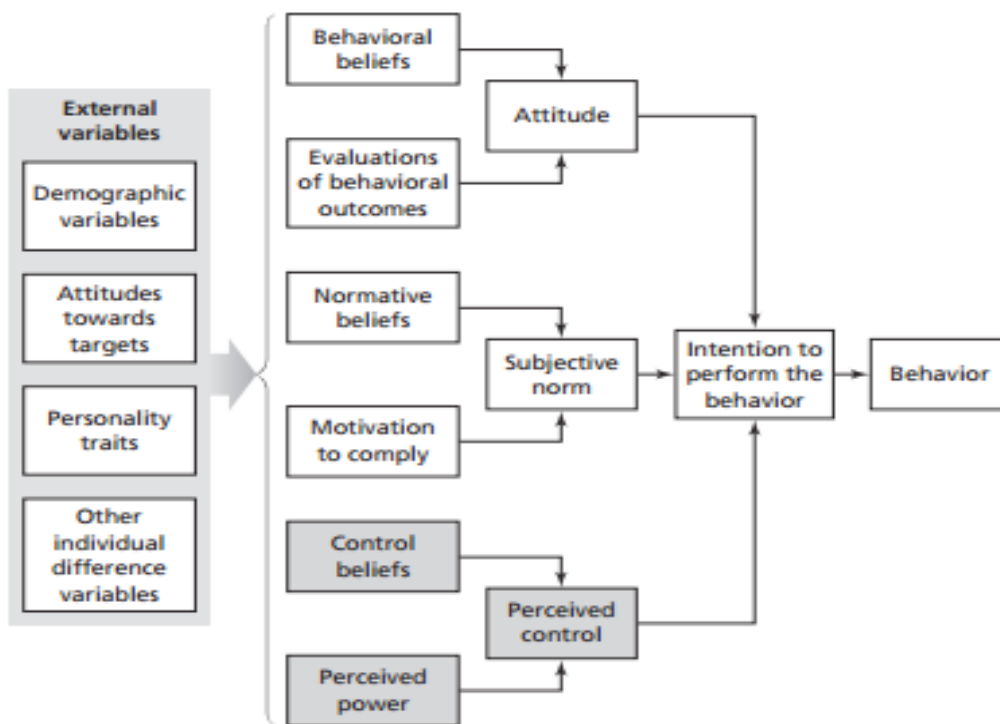 External
variables
Demographic
variables
Attitudes
towards
targets
Personality
traits
Other
individual
difference
variables
Behavioral
beliefs
Evaluations
of behavioral
outcomes
Normative
beliefs
Motivation
to comply
Control
beliefs
Perceived
power
Attitude
Subjective
norm
Perceived
control
Intention to
perform the
behavior
Behavior